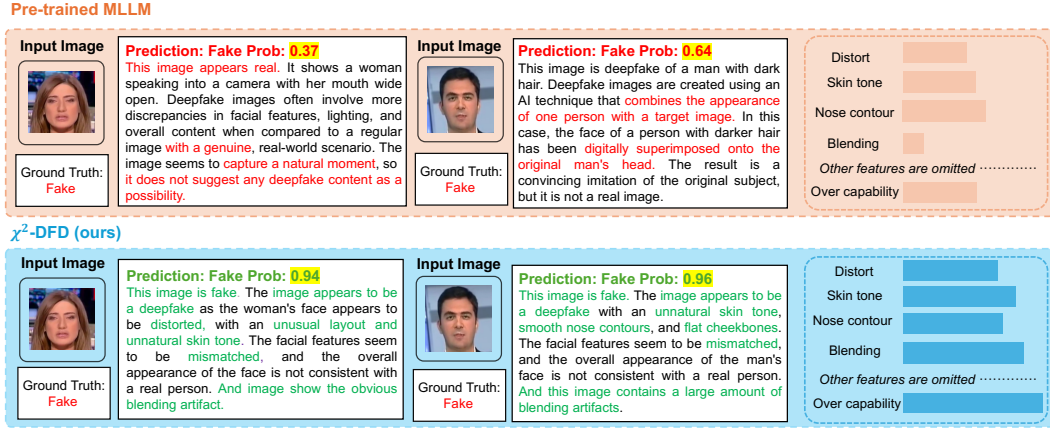 Pre-trained MLLM
Input Image
Ground Truth:
Fake
Prediction: Fake Prob: 0.37
This image appears real. It shows a woman
speaking into a camera with her mouth wide
open. Deepfake images often involve more
discrepancies in facial features, lighting, and
overall content when compared to a regular
image with a genuine, real-world scenario. The
image seems to capture a natural moment, so
it does not suggest any deepfake content as a
possibility.
Input Image
Ground Truth:
Fake
Prediction: Fake Prob: 0.64
This image is deepfake of a man with dark
hair. Deepfake images are created using an
AI technique that combines the appearance
of one person with a target image. In this
case, the face of a person with darker hair
has been digitally superimposed onto the
original man's head. The result is a
convincing imitation of the original subject,
but it is not a real image.
Distort
Skin tone
Nose contour
Blending
Other features are omitted ·············
Over capability
χ²-DFD (ours)
Input Image
Ground Truth:
Fake
Prediction: Fake Prob: 0.94
This image is fake. The image appears to be
a deepfake as the woman's face appears to
be distorted, with an unusual layout and
unnatural skin tone. The facial features seem
to be mismatched, and the overall
appearance of the face is not consistent with
a real person. And image show the obvious
blending artifact.
Input Image
Ground Truth:
Fake
Prediction: Fake Prob: 0.96
This image is fake. The image appears to be
a deepfake with an unnatural skin tone,
smooth nose contours, and flat cheekbones.
The facial features seem to be mismatched,
and the overall appearance of the man's
face is not consistent with a real person.
And this image contains a large amount of
blending artifacts.
Distort
Skin tone
Nose contour
Blending
Other features are omitted ·············
Over capability